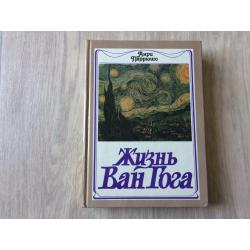 Анри Перрюшо
Жизнь
Ван Гога